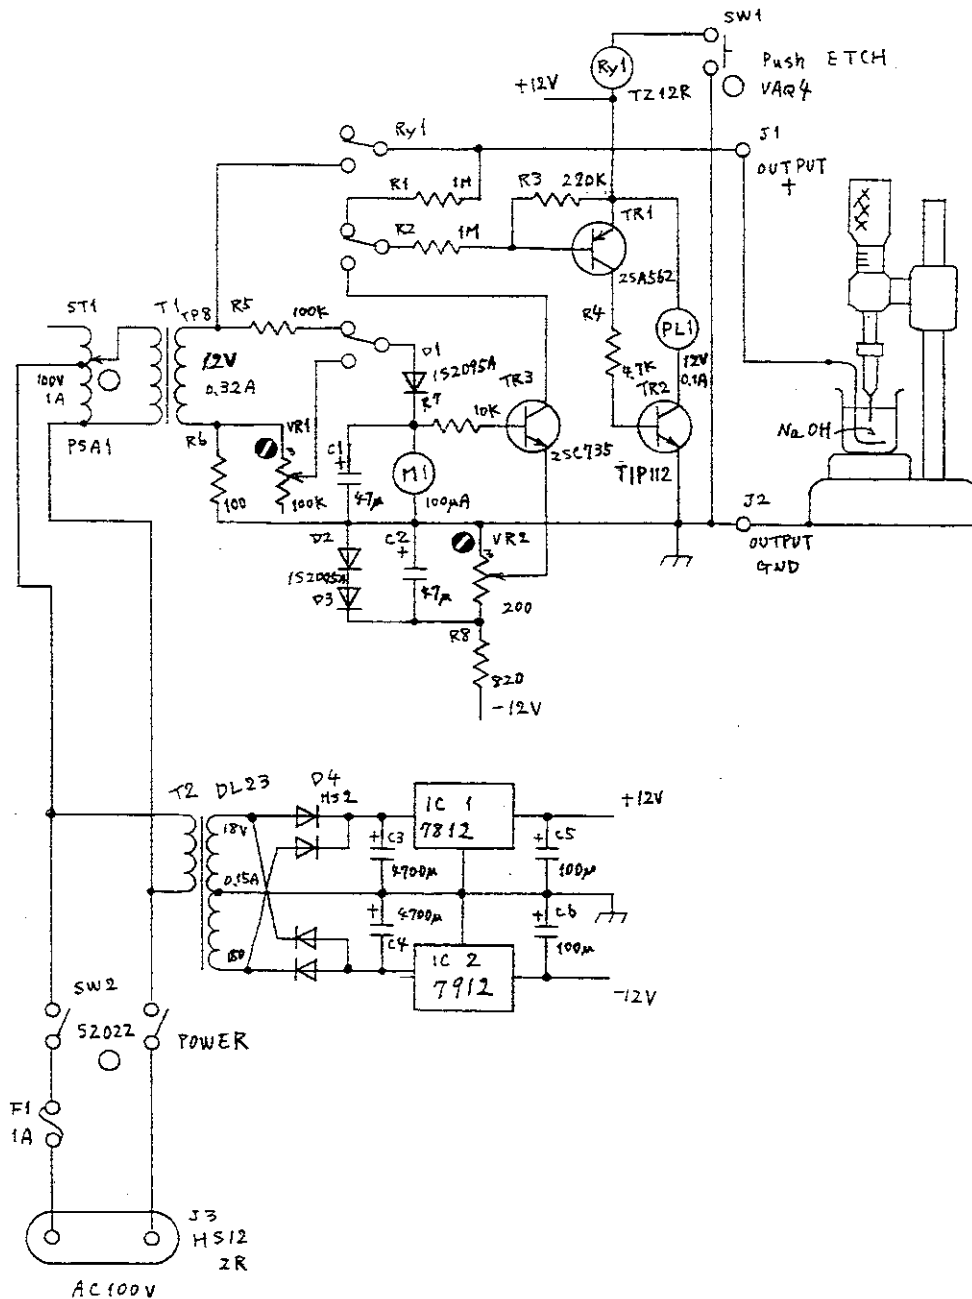 SW1
Push ETCH
VAQ4
Ry1
TZ12R
+12V
Ry1
J1
OUTPUT
+
R1 1M
R3 220K
R2 1M
TR1
2SA562
ST1
T1
TP8
R5 100K
12V
0.32A
100V
1A
PSA1
D1
1S2095A
R7
10K
TR3
2SC735
R4
4.7K
PL1
12V
0.1A
TR2
TIP112
NaOH
R6
100
VR1
3
100K
C1
+
47μ
M1
100μA
D2
1S2095A
D3
C2
+
47μ
VR2
3
200
J2
OUTPUT
GND
R8
820
-12V
T2 DL23
D4
MS2
18V
0.15A
18V
IC 1
7812
+12V
+ C3
4700μ
+ C5
100μ
4700μ
+
C4
+ C6
100μ
IC 2
7912
-12V
SW2
S2022
POWER
F1
1A
J3
HS12
2R
AC100V